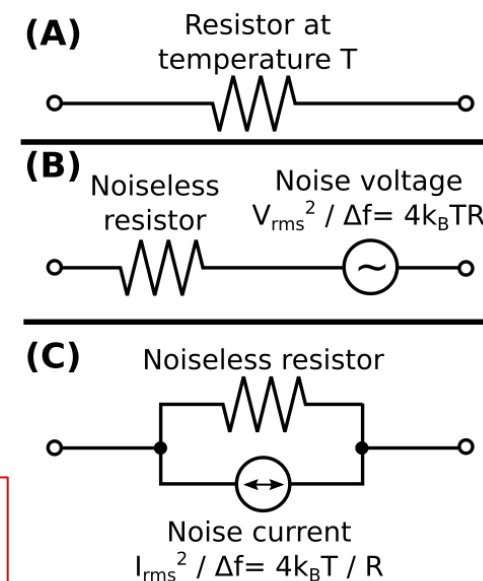 (A)
Resistor at
temperature T
(B)
Noiseless
resistor
Noise voltage
Vrms² / Δf= 4kBTR
(C)
Noiseless resistor
Noise current
Irms² / Δf= 4kBT / R